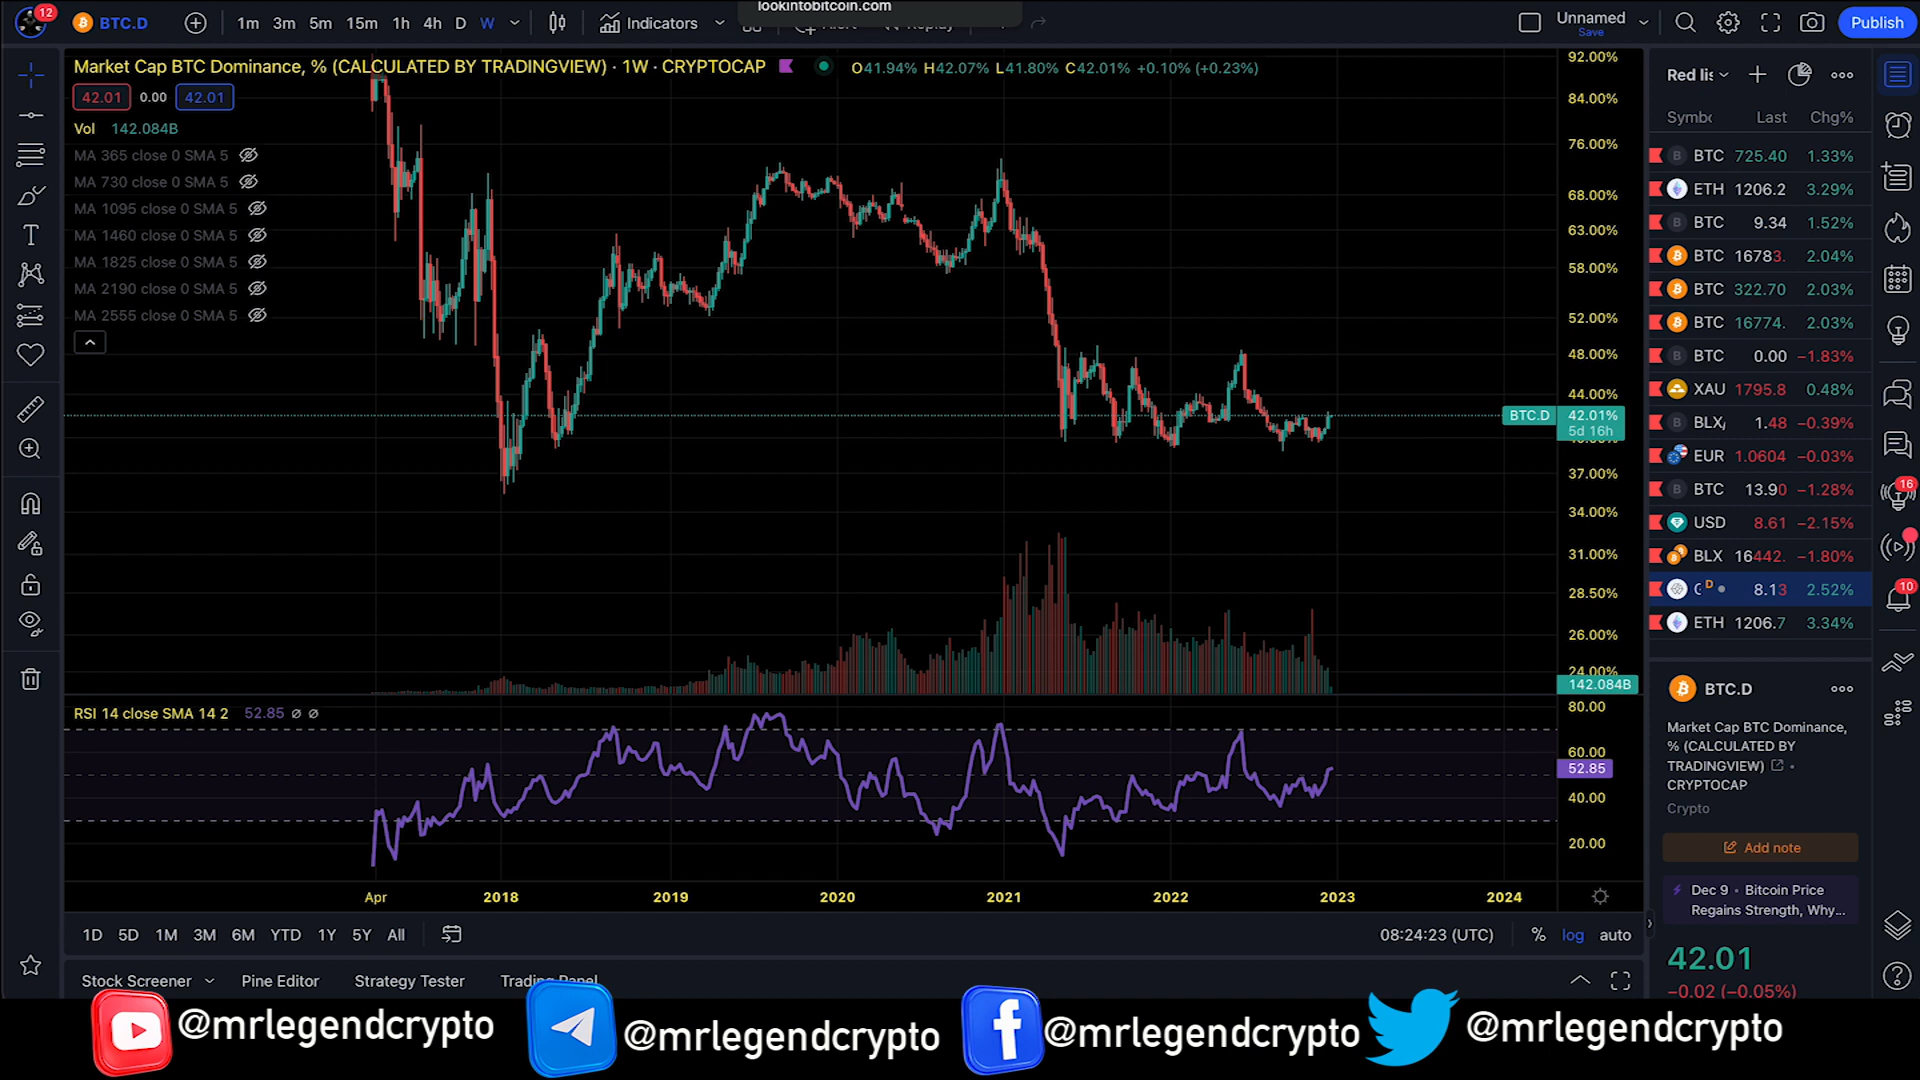 lookintobitcoin.com
12
BTC.D
1m 3m 5m 15m 1h 4h D W
Indicators
Alert
Replay
Unnamed
Save
Publish
Market Cap BTC Dominance, % (CALCULATED BY TRADINGVIEW) · 1W · CRYPTOCAP
O41.94% H42.07% L41.80% C42.01% +0.10% (+0.23%)
42.01 0.00 42.01
Vol 142.084B
MA 365 close 0 SMA 5
MA 730 close 0 SMA 5
MA 1095 close 0 SMA 5
MA 1460 close 0 SMA 5
MA 1825 close 0 SMA 5
MA 2190 close 0 SMA 5
MA 2555 close 0 SMA 5
92.00%
84.00%
76.00%
68.00%
63.00%
58.00%
52.00%
48.00%
44.00%
BTC.D 42.01%
5d 16h
40.00%
37.00%
34.00%
31.00%
28.50%
26.00%
24.00%
142.084B
RSI 14 close SMA 14 2 52.85 ø ø
80.00
60.00
52.85
40.00
20.00
Apr 2018 2019 2020 2021 2022 2023 2024
1D 5D 1M 3M 6M YTD 1Y 5Y All
08:24:23 (UTC) % log auto
Stock Screener Pine Editor Strategy Tester Trading Panel
Red lis
Symbo Last Chg%
BTC 725.40 1.33%
ETH 1206.2 3.29%
BTC 9.34 1.52%
BTC 16783. 2.04%
BTC 322.70 2.03%
BTC 16774. 2.03%
BTC 0.00 −1.83%
XAU 1795.8 0.48%
BLX/ 1.48 −0.39%
EUR 1.0604 −0.03%
BTC 13.90 −1.28%
USD 8.61 −2.15%
BLX 16442. −1.80%
D 8.13 2.52%
ETH 1206.7 3.34%
BTC.D
Market Cap BTC Dominance,
% (CALCULATED BY
TRADINGVIEW) •
CRYPTOCAP
Crypto
Add note
Dec 9 • Bitcoin Price
Regains Strength, Why...
42.01
−0.02 (−0.05%)
16
10
@mrlegendcrypto
@mrlegendcrypto
@mrlegendcrypto
@mrlegendcrypto